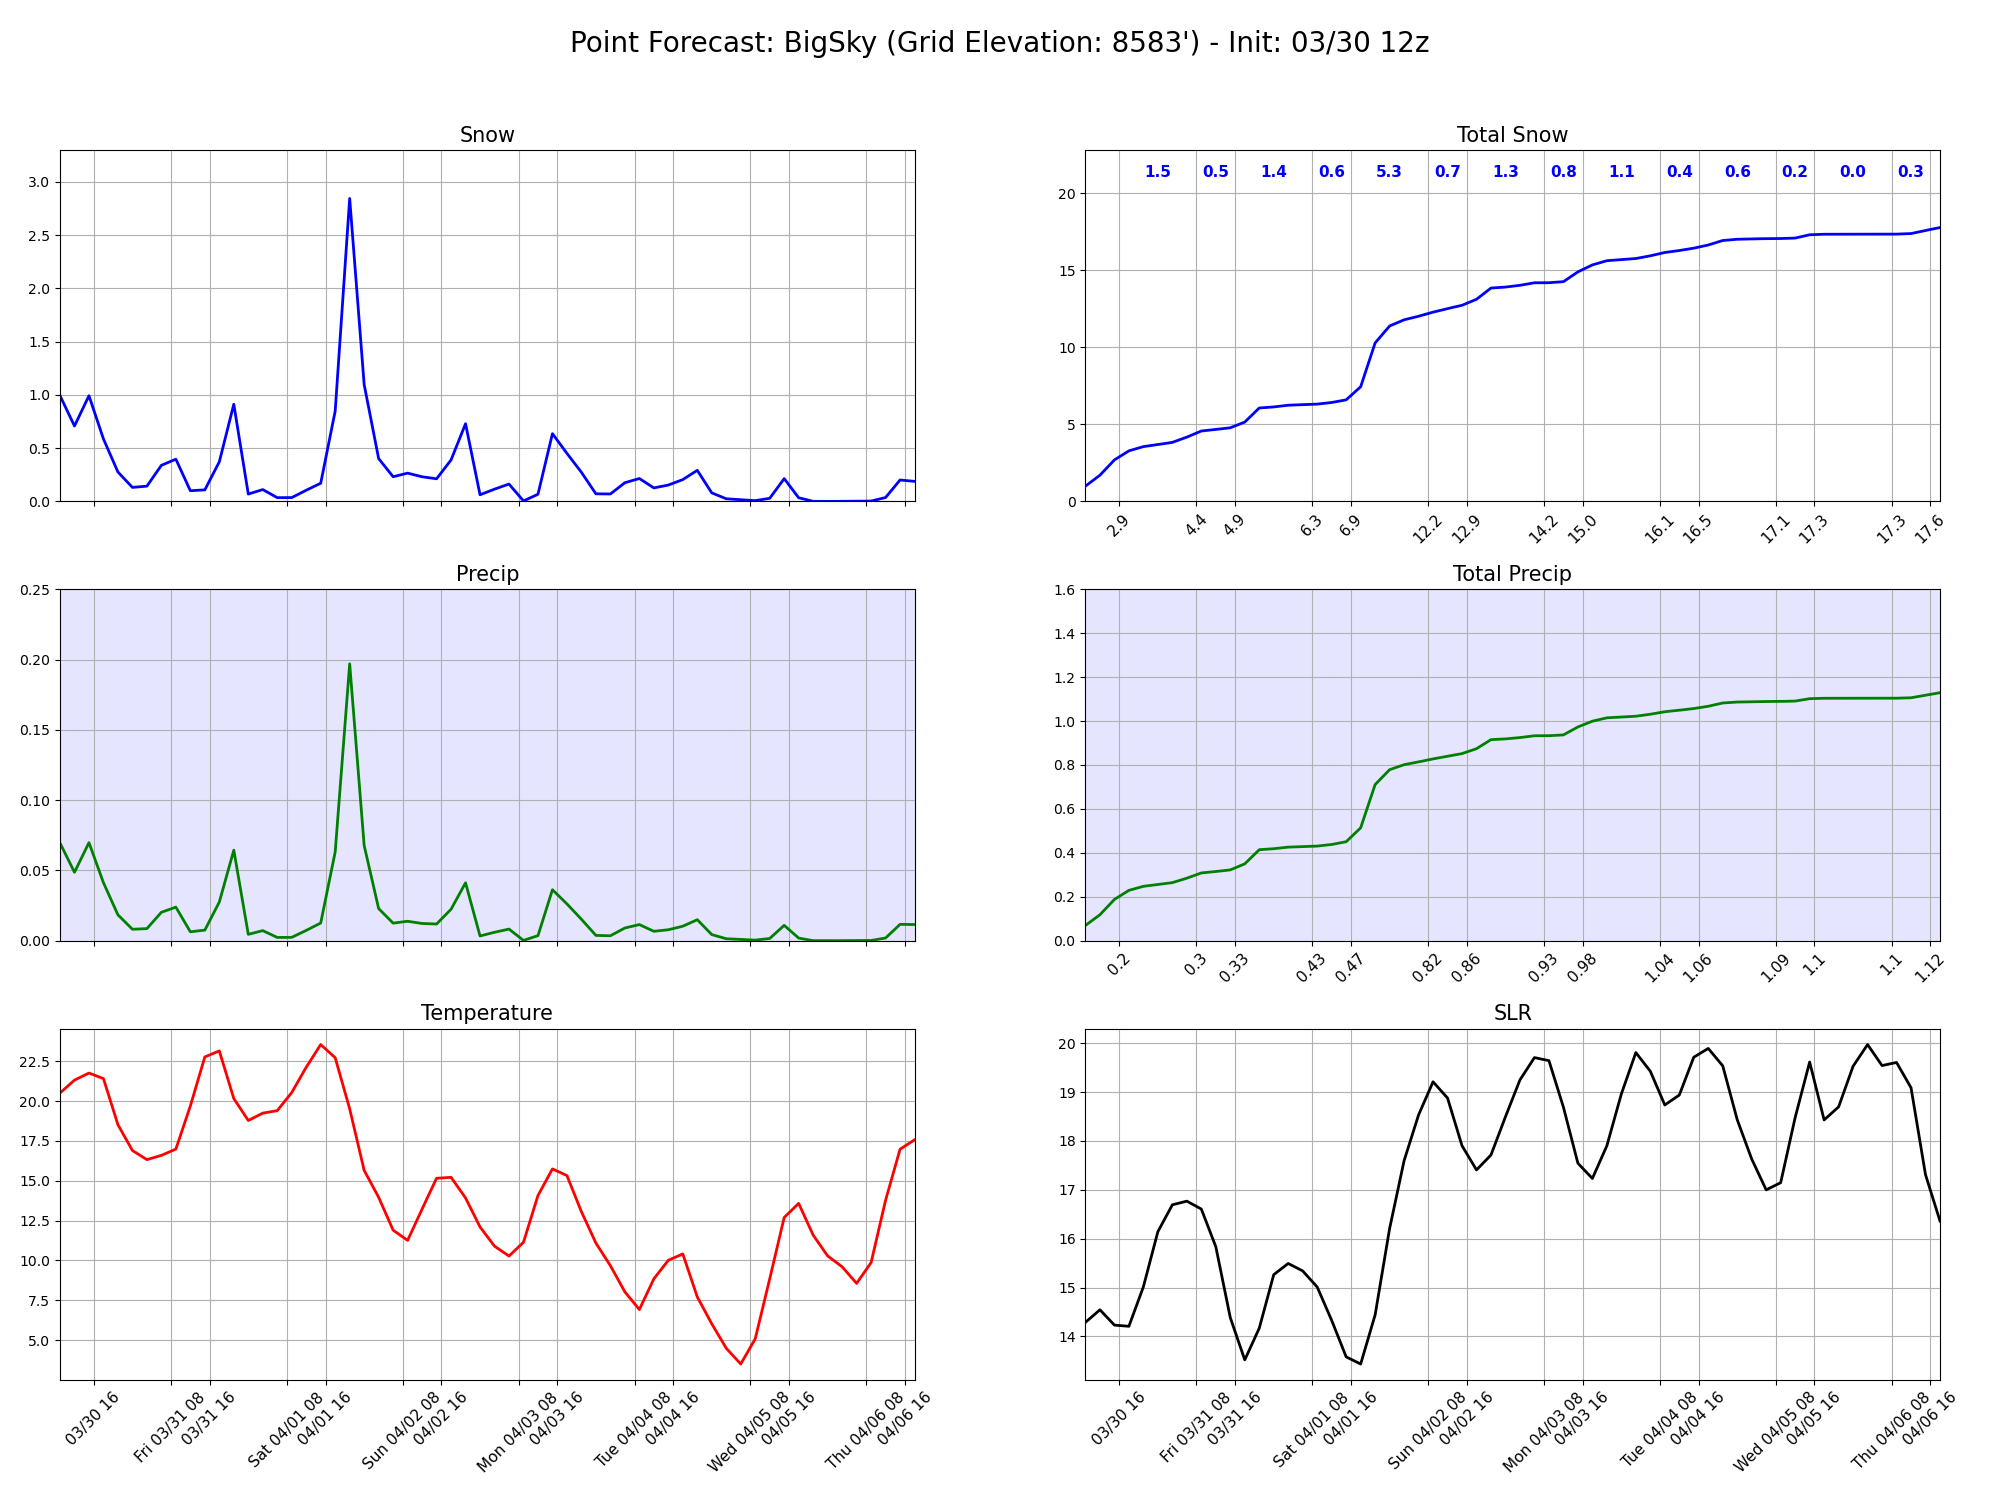 Point Forecast: BigSky (Grid Elevation: 8583') - Init: 03/30 12z
Snow
3.0
2.5
2.0
1.5
1.0
0.5
0.0
Total Snow
1.5 0.5 1.4 0.6 5.3 0.7 1.3 0.8 1.1 0.4 0.6 0.2 0.0 0.3
20
15
10
5
0
2.9 4.4 4.9 6.3 6.9 12.2 12.9 14.2 15.0 16.1 16.5 17.1 17.3 17.3 17.6
Precip
0.25
0.20
0.15
0.10
0.05
0.00
Total Precip
1.6
1.4
1.2
1.0
0.8
0.6
0.4
0.2
0.0
0.2 0.3 0.33 0.43 0.47 0.82 0.86 0.93 0.98 1.04 1.06 1.09 1.1 1.1 1.12
Temperature
22.5
20.0
17.5
15.0
12.5
10.0
7.5
5.0
03/30 16
Fri 03/31 08
03/31 16
Sat 04/01 08
04/01 16
Sun 04/02 08
04/02 16
Mon 04/03 08
04/03 16
Tue 04/04 08
04/04 16
Wed 04/05 08
04/05 16
Thu 04/06 08
04/06 16
SLR
20
19
18
17
16
15
14
03/30 16
Fri 03/31 08
03/31 16
Sat 04/01 08
04/01 16
Sun 04/02 08
04/02 16
Mon 04/03 08
04/03 16
Tue 04/04 08
04/04 16
Wed 04/05 08
04/05 16
Thu 04/06 08
04/06 16